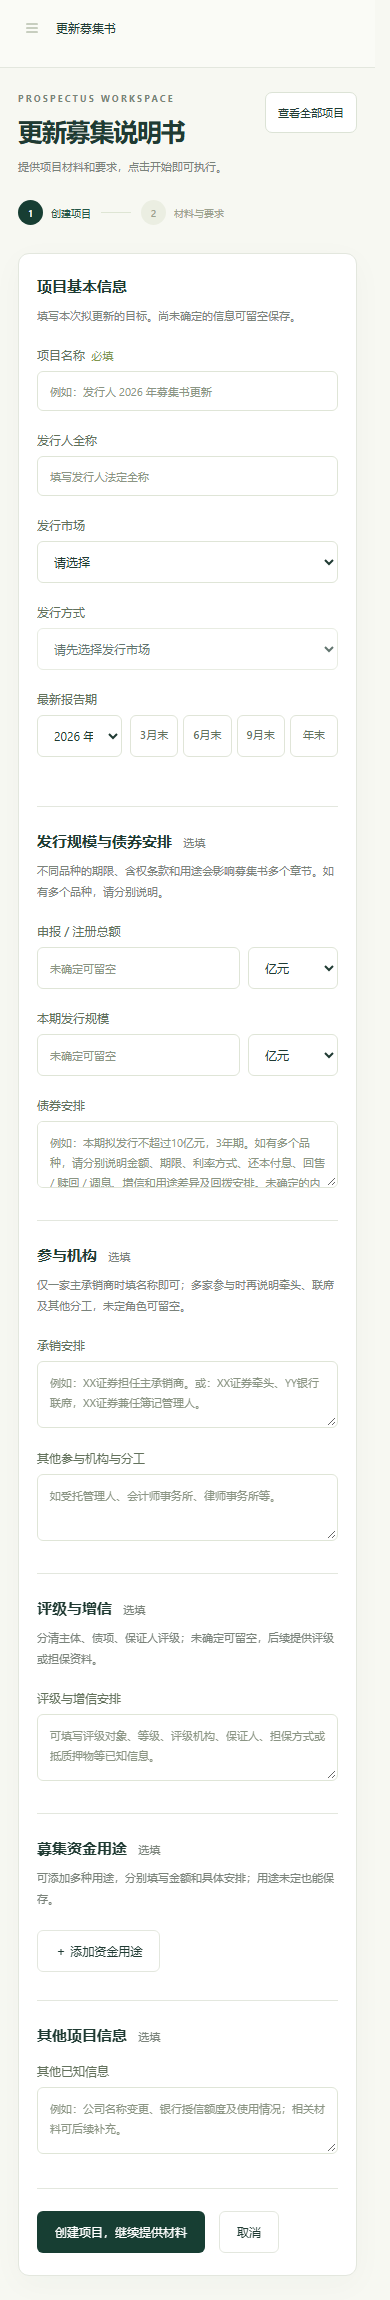 更新募集书
PROSPECTUS WORKSPACE
更新募集说明书
查看全部项目
提供项目材料和要求，点击开始即可执行。
1 创建项目 2 材料与要求
项目基本信息
填写本次拟更新的目标。尚未确定的信息可留空保存。
项目名称 必填
例如：发行人 2026 年募集书更新
发行人全称
填写发行人法定全称
发行市场
请选择
发行方式
请先选择发行市场
最新报告期
2026 年 3月末 6月末 9月末 年末
发行规模与债券安排 选填
不同品种的期限、含权条款和用途会影响募集书多个章节。如
有多个品种，请分别说明。
申报 / 注册总额
未确定可留空 亿元
本期发行规模
未确定可留空 亿元
债券安排
例如：本期拟发行不超过10亿元，3年期。如有多个品
种，请分别说明金额、期限、利率方式、还本付息、回售
/ 赎回 / 调息、增信和用途差异及回拨安排。未确定的内
参与机构 选填
仅一家主承销商时填名称即可；多家参与时再说明牵头、联席
及其他分工，未定角色可留空。
承销安排
例如：XX证券担任主承销商。或：XX证券牵头、YY银行
联席，XX证券兼任簿记管理人。
其他参与机构与分工
如受托管理人、会计师事务所、律师事务所等。
评级与增信 选填
分清主体、债项、保证人评级；未确定可留空，后续提供评级
或担保资料。
评级与增信安排
可填写评级对象、等级、评级机构、保证人、担保方式或
抵质押物等已知信息。
募集资金用途 选填
可添加多种用途，分别填写金额和具体安排；用途未定也能保
存。
+ 添加资金用途
其他项目信息 选填
其他已知信息
例如：公司名称变更、银行授信额度及使用情况；相关材
料可后续补充。
创建项目，继续提供材料 取消